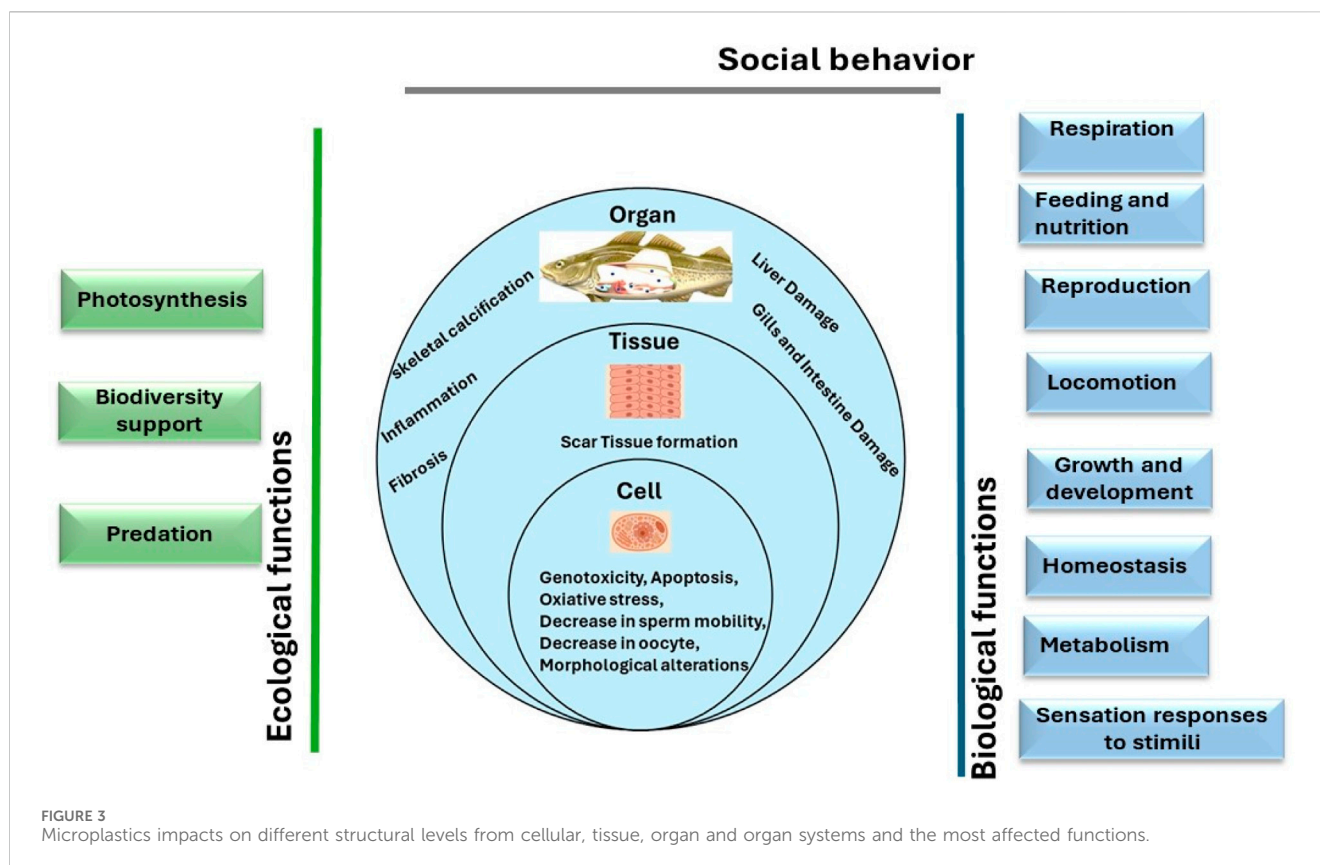 Social behavior
Ecological functions
Photosynthesis
Biodiversity
support
Predation
Organ
skeletal calcification
Inflammation
Fibrosis
Liver Damage
Gills and Intestine Damage
Tissue
Scar Tissue formation
Cell
Genotoxicity, Apoptosis,
Oxiative stress,
Decrease in sperm mobility,
Decrease in oocyte,
Morphological alterations
Biological functions
Respiration
Feeding and
nutrition
Reproduction
Locomotion
Growth and
development
Homeostasis
Metabolism
Sensation responses
to stimili
FIGURE 3
Microplastics impacts on different structural levels from cellular, tissue, organ and organ systems and the most affected functions.